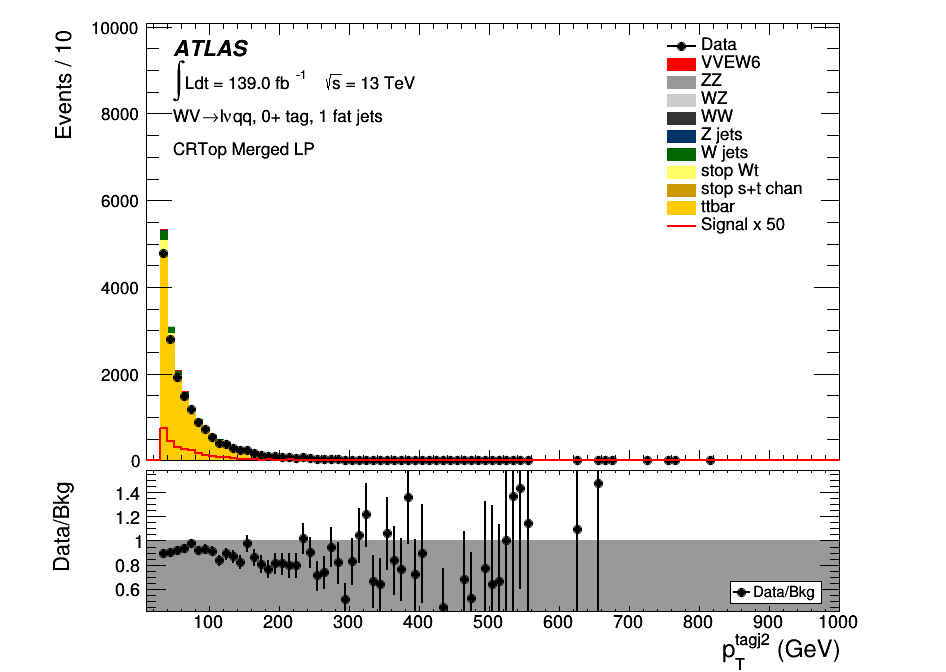 Events / 10
10000
8000
6000
4000
2000
0
ATLAS
∫Ldt = 139.0 fb⁻¹ √s = 13 TeV
WV→lνqq, 0+ tag, 1 fat jets
CRTop Merged LP
Data
VVEW6
ZZ
WZ
WW
Z jets
W jets
stop Wt
stop s+t chan
ttbar
Signal x 50
Data/Bkg
1.4
1.2
1
0.8
0.6
Data/Bkg
100 200 300 400 500 600 700 800 900 1000
p_T^tagj2 (GeV)